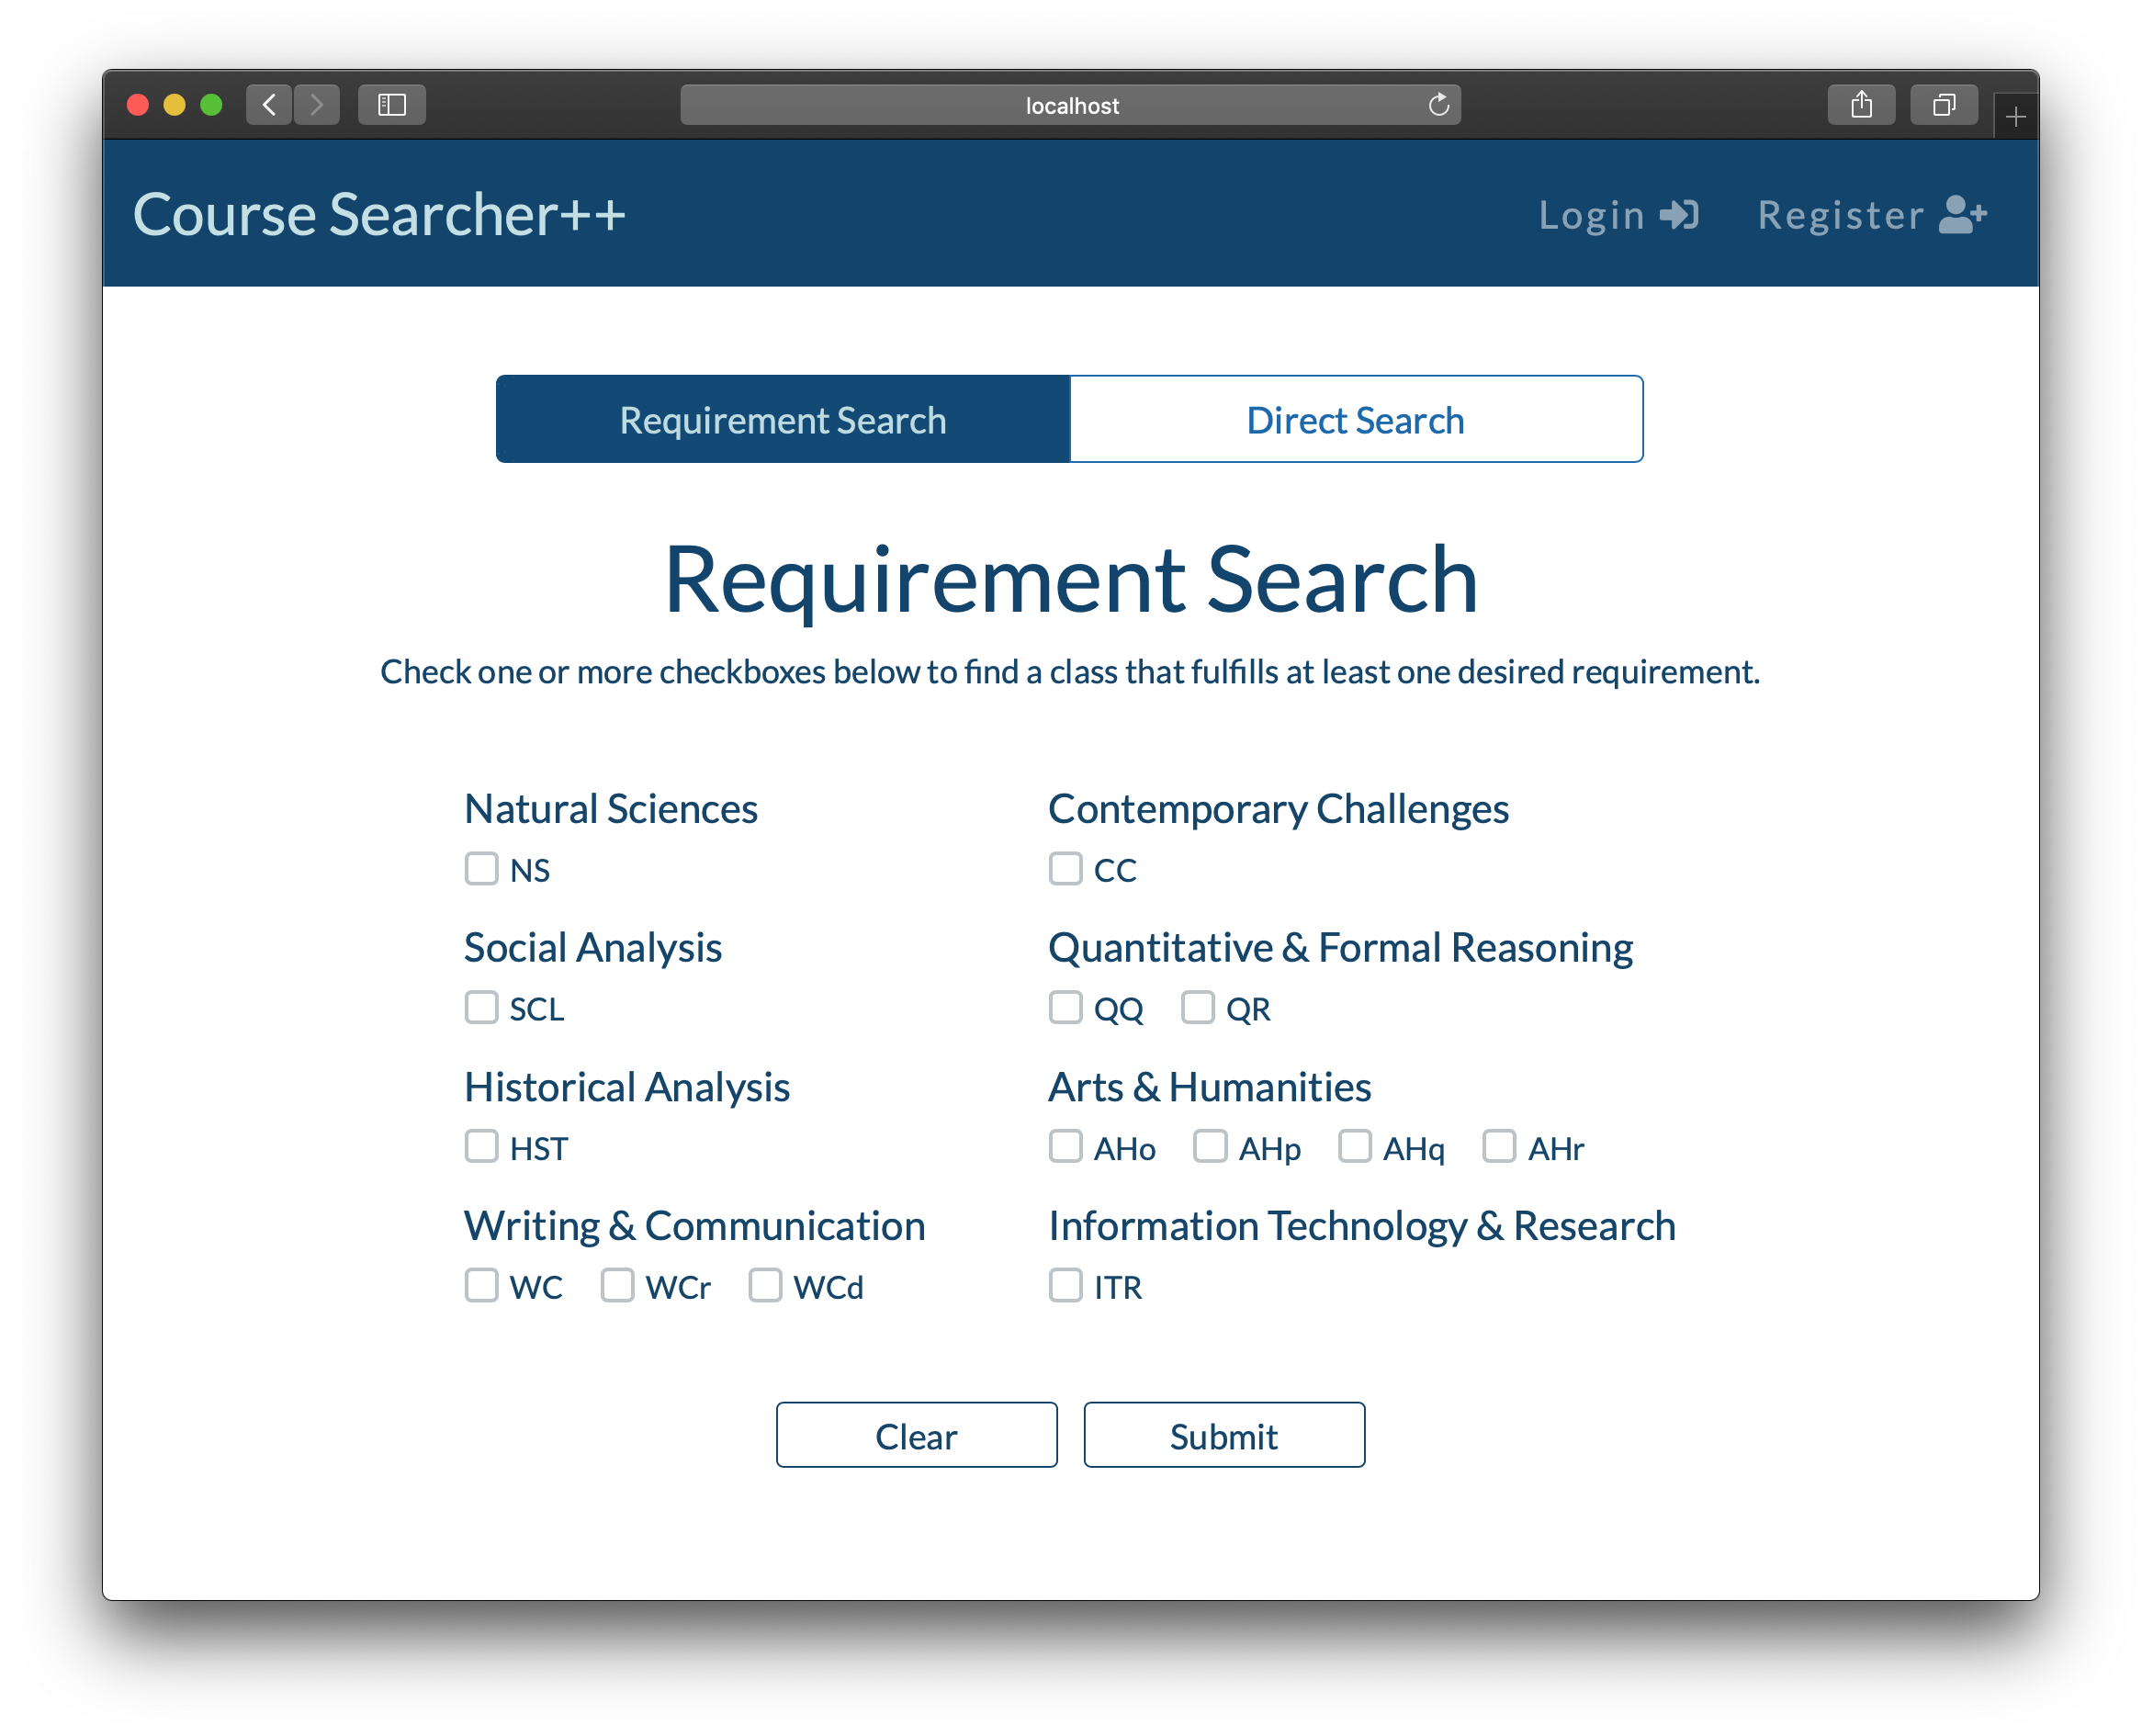 localhost
Course Searcher++
Login
Register
Requirement Search
Direct Search
Requirement Search
Check one or more checkboxes below to find a class that fulfills at least one desired requirement.
Natural Sciences
NS
Contemporary Challenges
CC
Social Analysis
SCL
Quantitative & Formal Reasoning
QQ QR
Historical Analysis
HST
Arts & Humanities
AHo AHp AHq AHr
Writing & Communication
WC WCr WCd
Information Technology & Research
ITR
Clear
Submit